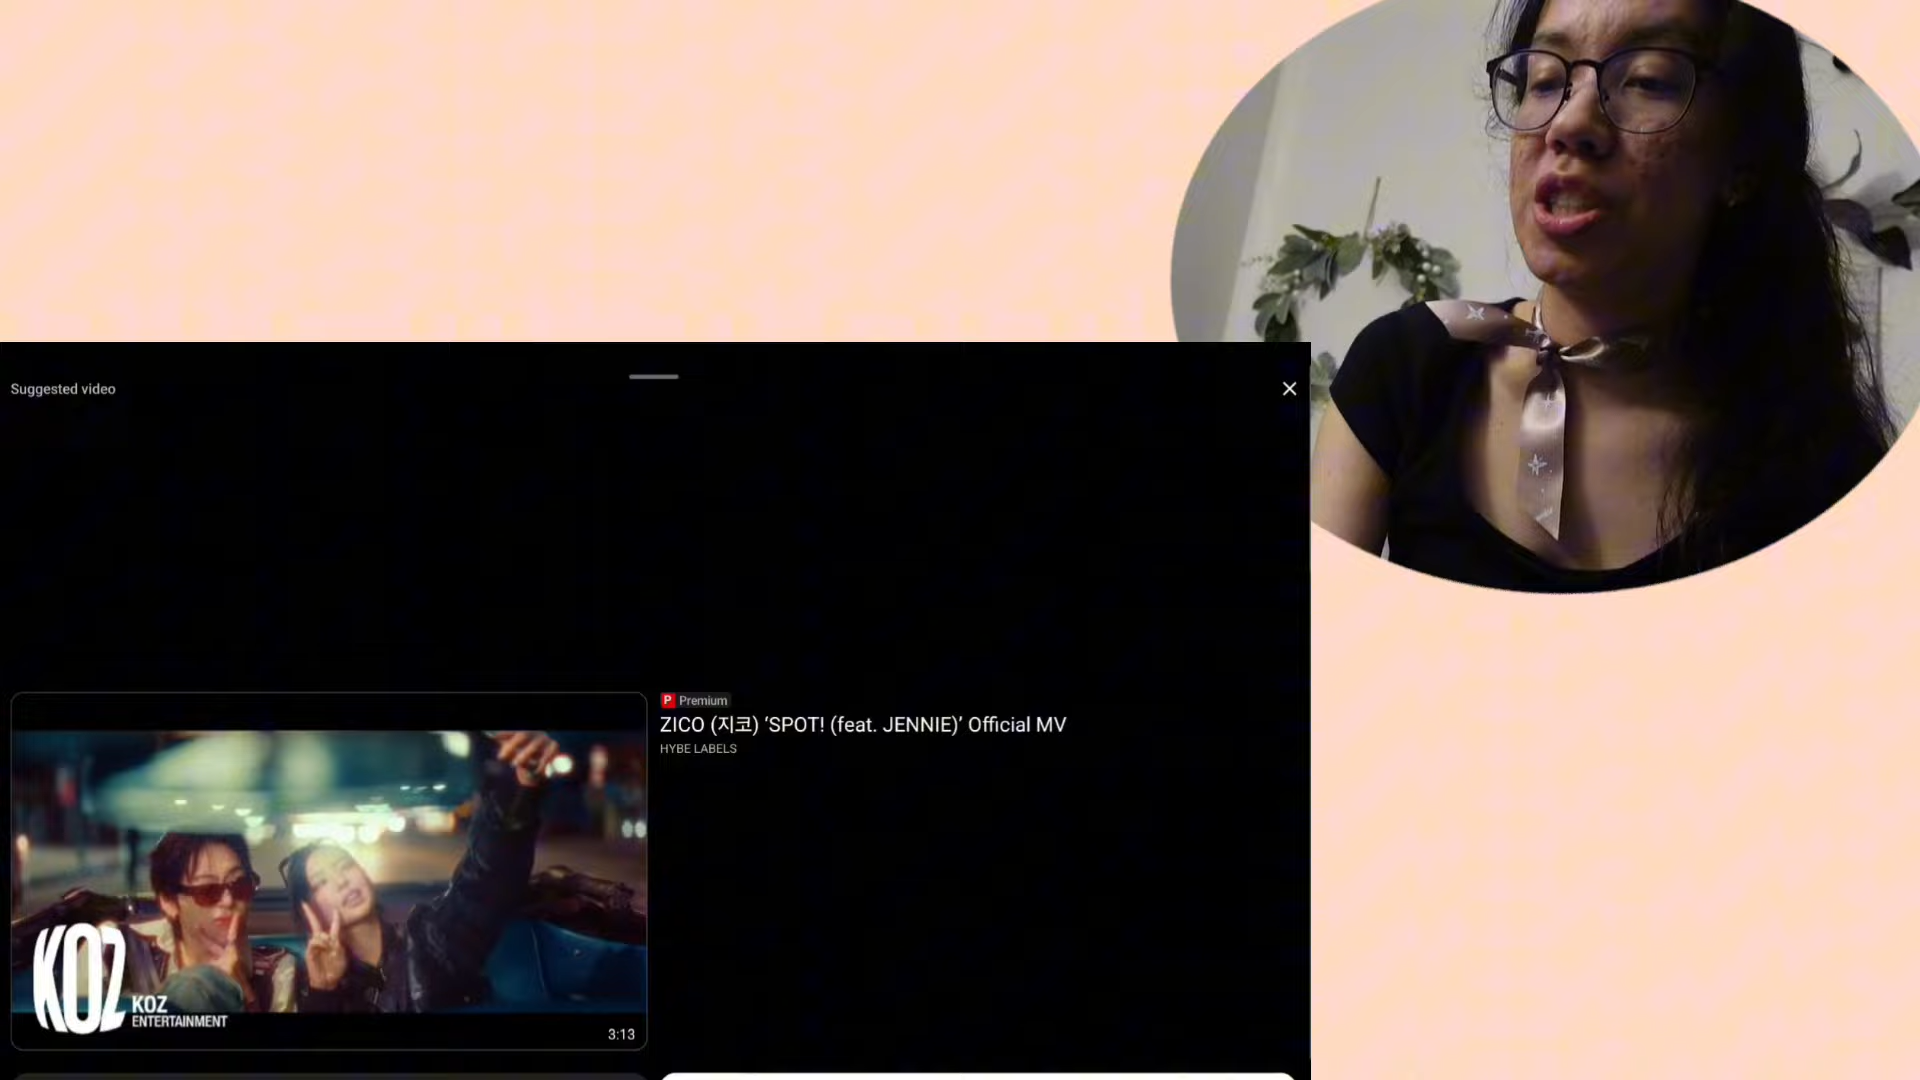 Suggested video
P Premium
ZICO (지코) ‘SPOT! (feat. JENNIE)’ Official MV
HYBE LABELS
KOZ
KOZ
ENTERTAINMENT
3:13